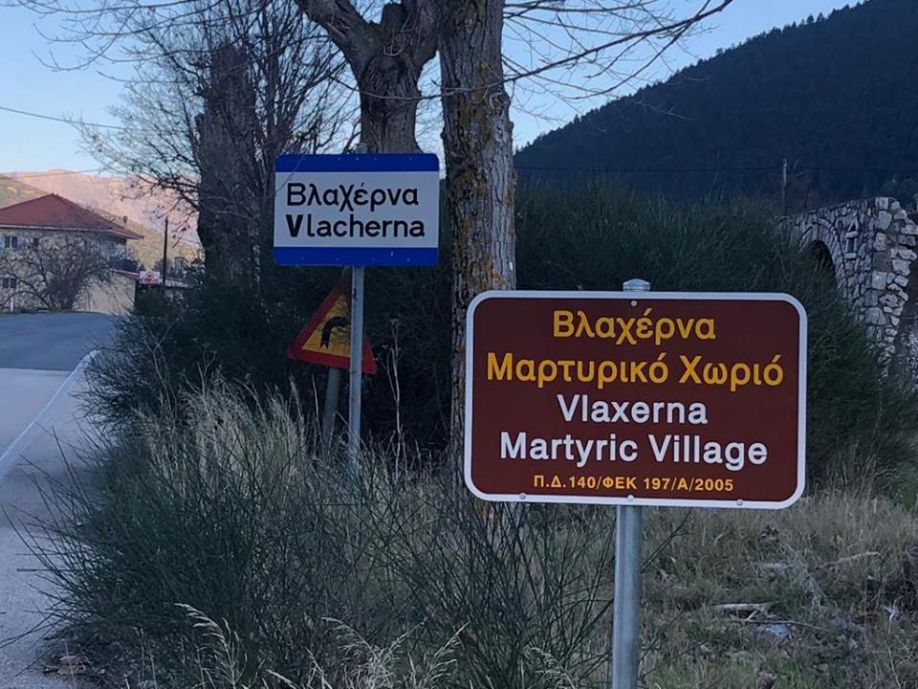 Βλαχέρνα
Vlacherna
Βλαχέρνα
Μαρτυρικό Χωριό
Vlaxerna
Martyric Village
Π.Δ.140/ΦΕΚ 197/Α/2005